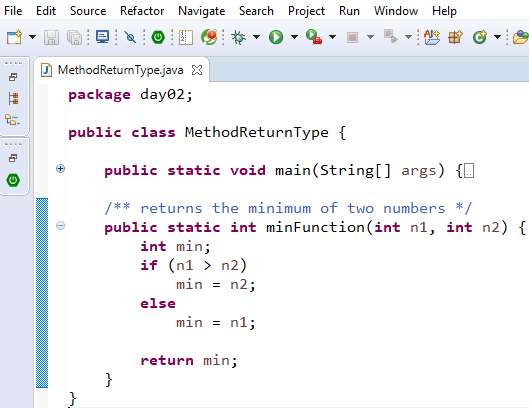 File Edit Source Refactor Navigate Search Project Run Window Help
MethodReturnType.java
package day02;
public class MethodReturnType {
public static void main(String[] args) {
/** returns the minimum of two numbers */
public static int minFunction(int n1, int n2) {
int min;
if (n1 > n2)
min = n2;
else
min = n1;
return min;
}
}